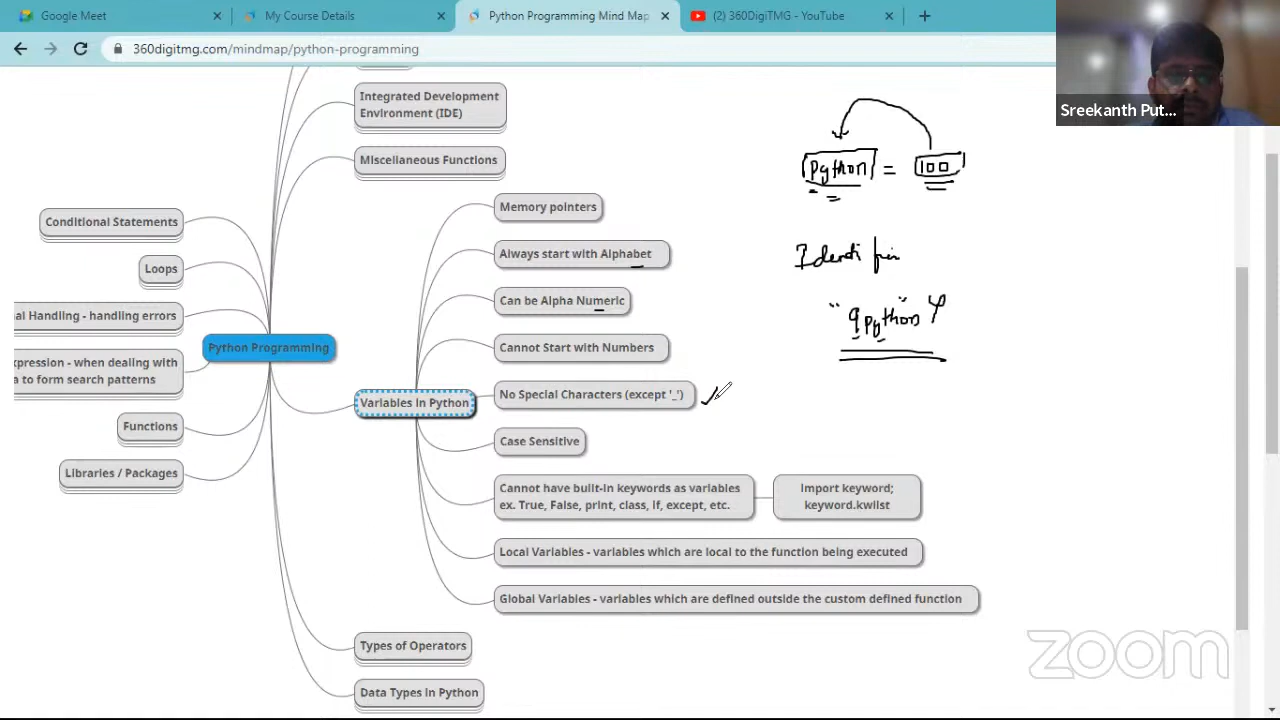 Google Meet
My Course Details
Python Programming Mind Map
(2) 360DigiTMG - YouTube
360digitmg.com/mindmap/python-programming
Sreekanth Put...
Integrated Development
Environment (IDE)
Miscellaneous Functions
Python = 100
Conditional Statements
Memory pointers
Always start with Alphabet
Loops
Can be Alpha Numeric
al Handling - handling errors
Python Programming
Cannot Start with Numbers
xpression - when dealing with
a to form search patterns
Variables in Python
No Special Characters (except '_')
Functions
Case Sensitive
Libraries / Packages
Cannot have built-in keywords as variables
ex. True, False, print, class, if, except, etc.
Import keyword;
keyword.kwlist
Local Variables - variables which are local to the function being executed
Global Variables - variables which are defined outside the custom defined function
Types of Operators
Data Types in Python
zoom